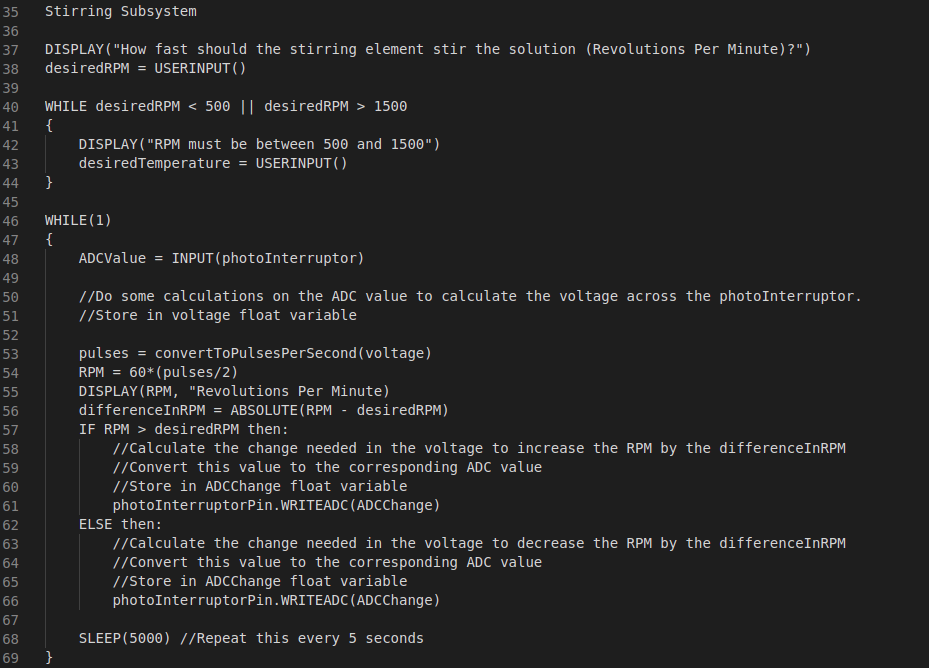 35 Stirring Subsystem
36
37 DISPLAY("How fast should the stirring element stir the solution (Revolutions Per Minute)?")
38 desiredRPM = USERINPUT()
39
40 WHILE desiredRPM < 500 || desiredRPM > 1500
41 {
42     DISPLAY("RPM must be between 500 and 1500")
43     desiredTemperature = USERINPUT()
44 }
45
46 WHILE(1)
47 {
48     ADCValue = INPUT(photoInterruptor)
49
50     //Do some calculations on the ADC value to calculate the voltage across the photoInterruptor.
51     //Store in voltage float variable
52
53     pulses = convertToPulsesPerSecond(voltage)
54     RPM = 60*(pulses/2)
55     DISPLAY(RPM, "Revolutions Per Minute)
56     differenceInRPM = ABSOLUTE(RPM - desiredRPM)
57     IF RPM > desiredRPM then:
58         //Calculate the change needed in the voltage to increase the RPM by the differenceInRPM
59         //Convert this value to the corresponding ADC value
60         //Store in ADCChange float variable
61         photoInterruptorPin.WRITEADC(ADCChange)
62     ELSE then:
63         //Calculate the change needed in the voltage to decrease the RPM by the differenceInRPM
64         //Convert this value to the corresponding ADC value
65         //Store in ADCChange float variable
66         photoInterruptorPin.WRITEADC(ADCChange)
67
68     SLEEP(5000) //Repeat this every 5 seconds
69 }